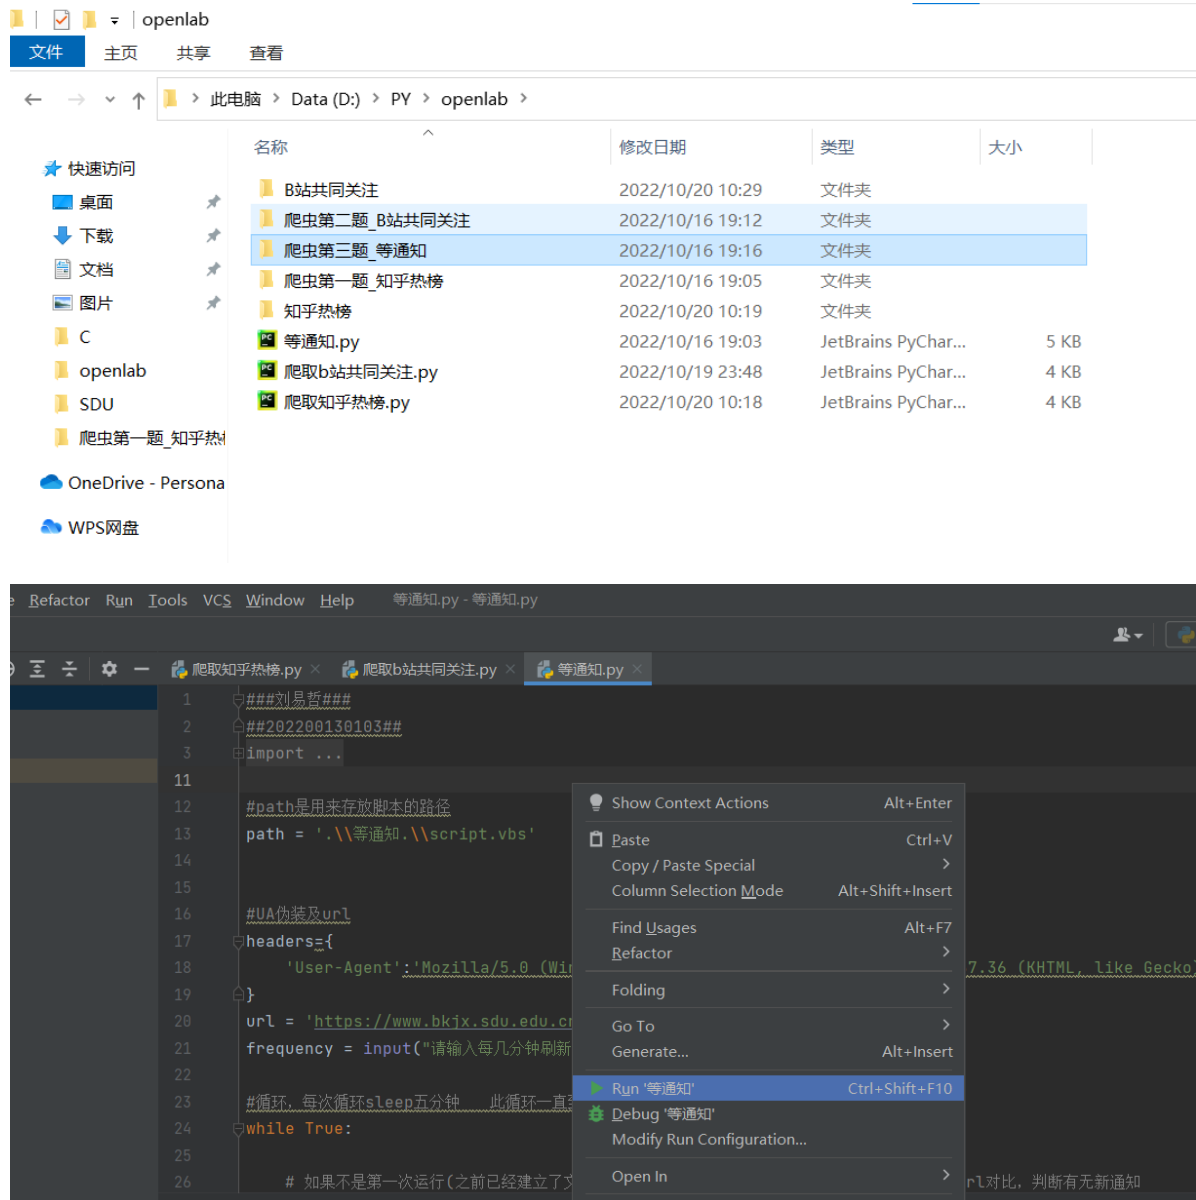 openlab
文件 主页 共享 查看
此电脑 Data (D:) PY openlab
名称 修改日期 类型 大小
快速访问
桌面
下载
文档
图片
C
openlab
SDU
爬虫第一题_知乎热
OneDrive - Persona
WPS网盘
B站共同关注 2022/10/20 10:29 文件夹
爬虫第二题_B站共同关注 2022/10/16 19:12 文件夹
爬虫第三题_等通知 2022/10/16 19:16 文件夹
爬虫第一题_知乎热榜 2022/10/16 19:05 文件夹
知乎热榜 2022/10/20 10:19 文件夹
等通知.py 2022/10/16 19:03 JetBrains PyChar... 5 KB
爬取b站共同关注.py 2022/10/19 23:48 JetBrains PyChar... 4 KB
爬取知乎热榜.py 2022/10/20 10:18 JetBrains PyChar... 4 KB
e Refactor Run Tools VCS Window Help 等通知.py - 等通知.py
爬取知乎热榜.py 爬取b站共同关注.py 等通知.py
1 ###刘易哲###
2 ##202200130103##
3 import ...
11
12 #path是用来存放脚本的路径
13 path = '.\\等通知.\\script.vbs'
14
15
16 #UA伪装及url
17 headers={
18 'User-Agent':'Mozilla/5.0 (Wi 7.36 (KHTML, like Gecko)
19 }
20 url = 'https://www.bkjx.sdu.edu.cn
21 frequency = input("请输入每几分钟刷新
22
23 #循环，每次循环sleep五分钟 此循环一直
24 while True:
25
26 # 如果不是第一次运行(之前已经建立了文 rl对比，判断有无新通知
Show Context Actions Alt+Enter
Paste Ctrl+V
Copy / Paste Special
Column Selection Mode Alt+Shift+Insert
Find Usages Alt+F7
Refactor
Folding
Go To
Generate... Alt+Insert
Run '等通知' Ctrl+Shift+F10
Debug '等通知'
Modify Run Configuration...
Open In